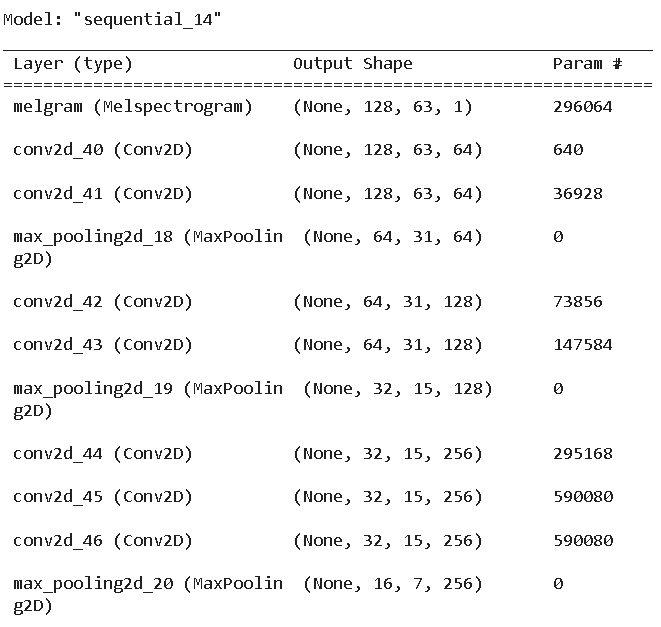 Model: "sequential_14"
Layer (type) Output Shape Param #
=================================================================
melgram (Melspectrogram) (None, 128, 63, 1) 296064
conv2d_40 (Conv2D) (None, 128, 63, 64) 640
conv2d_41 (Conv2D) (None, 128, 63, 64) 36928
max_pooling2d_18 (MaxPoolin (None, 64, 31, 64) 0
g2D)
conv2d_42 (Conv2D) (None, 64, 31, 128) 73856
conv2d_43 (Conv2D) (None, 64, 31, 128) 147584
max_pooling2d_19 (MaxPoolin (None, 32, 15, 128) 0
g2D)
conv2d_44 (Conv2D) (None, 32, 15, 256) 295168
conv2d_45 (Conv2D) (None, 32, 15, 256) 590080
conv2d_46 (Conv2D) (None, 32, 15, 256) 590080
max_pooling2d_20 (MaxPoolin (None, 16, 7, 256) 0
g2D)